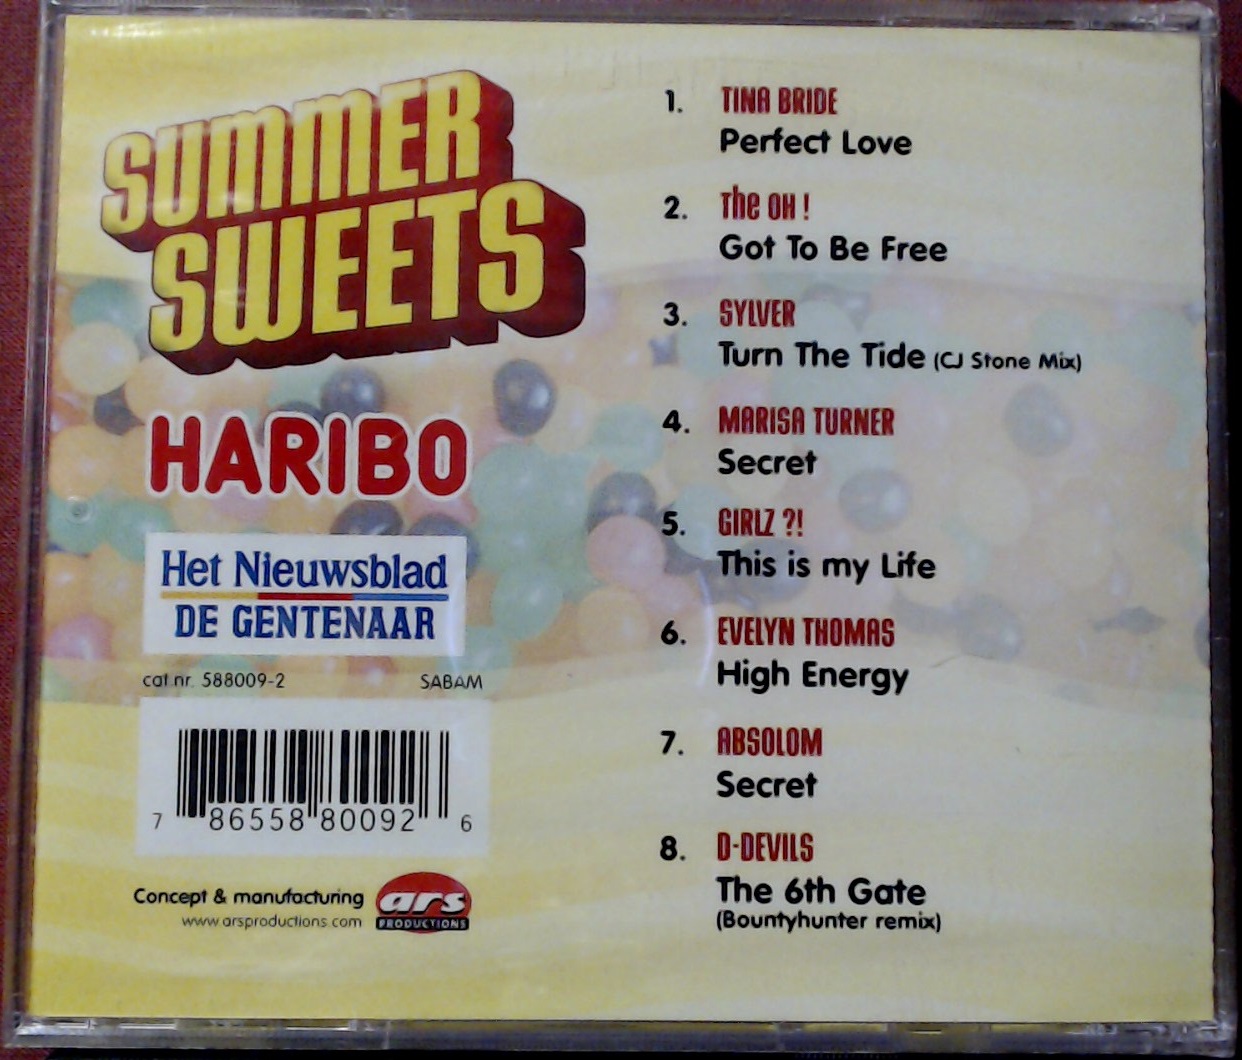 SUMMER
SWEETS
HARIBO
Het Nieuwsblad
DE GENTENAAR
cat nr. 588009-2 SABAM
7 86558 80092 6
Concept & manufacturing
www.arsproductions.com
ars
PRODUCTIONS
1. TINA BRIDE
Perfect Love
2. The OH !
Got To Be Free
3. SYLVER
Turn The Tide (CJ Stone Mix)
4. MARISA TURNER
Secret
5. GIRLZ ?!
This is my Life
6. EVELYN THOMAS
High Energy
7. ABSOLOM
Secret
8. D-DEVILS
The 6th Gate
(Bountyhunter remix)